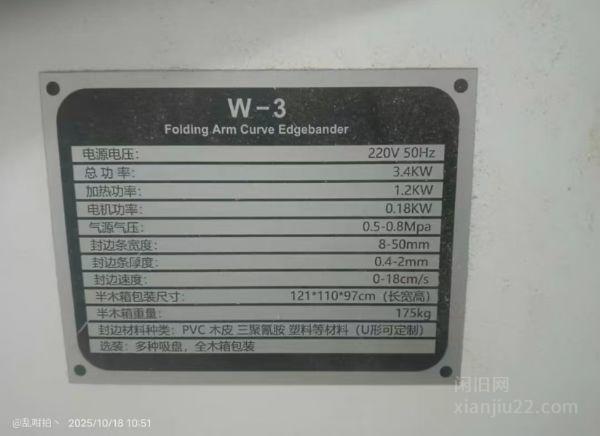 W-3
Folding Arm Curve Edgebander
电源电压： 220V 50Hz
总 功 率： 3.4KW
加热功率： 1.2KW
电机功率： 0.18KW
气源气压： 0.5-0.8Mpa
封边条宽度： 8-50mm
封边条厚度： 0.4-2mm
封边速度： 0-18cm/s
半木箱包装尺寸： 121*110*97cm（长宽高）
半木箱重量： 175kg
封边材料种类：PVC 木皮 三聚氰胺 塑料等材料（U形可定制）
选装：多种吸盘，全木箱包装
闲旧网
xianjiu22.com
@乱咁拍丶 2025/10/18 10:51